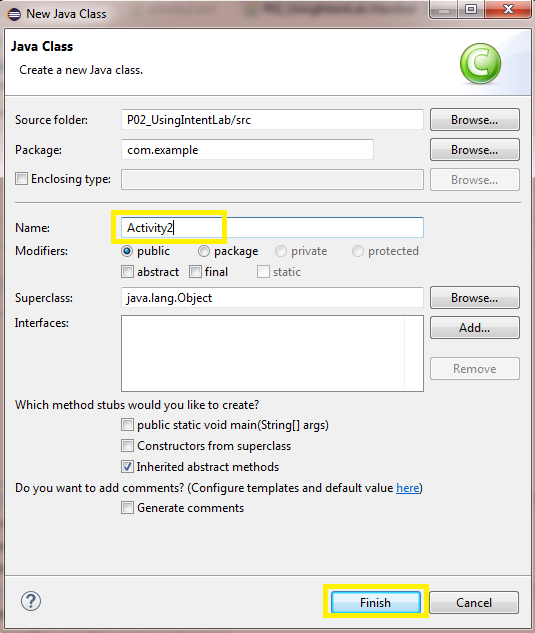 New Java Class
Java Class
Create a new Java class.
Source folder: P02_UsingIntentLab/src Browse...
Package: com.example Browse...
Enclosing type: Browse...
Name: Activity2
Modifiers: public package private protected
abstract final static
Superclass: java.lang.Object Browse...
Interfaces: Add...
Remove
Which method stubs would you like to create?
public static void main(String[] args)
Constructors from superclass
Inherited abstract methods
Do you want to add comments? (Configure templates and default value here)
Generate comments
? Finish Cancel